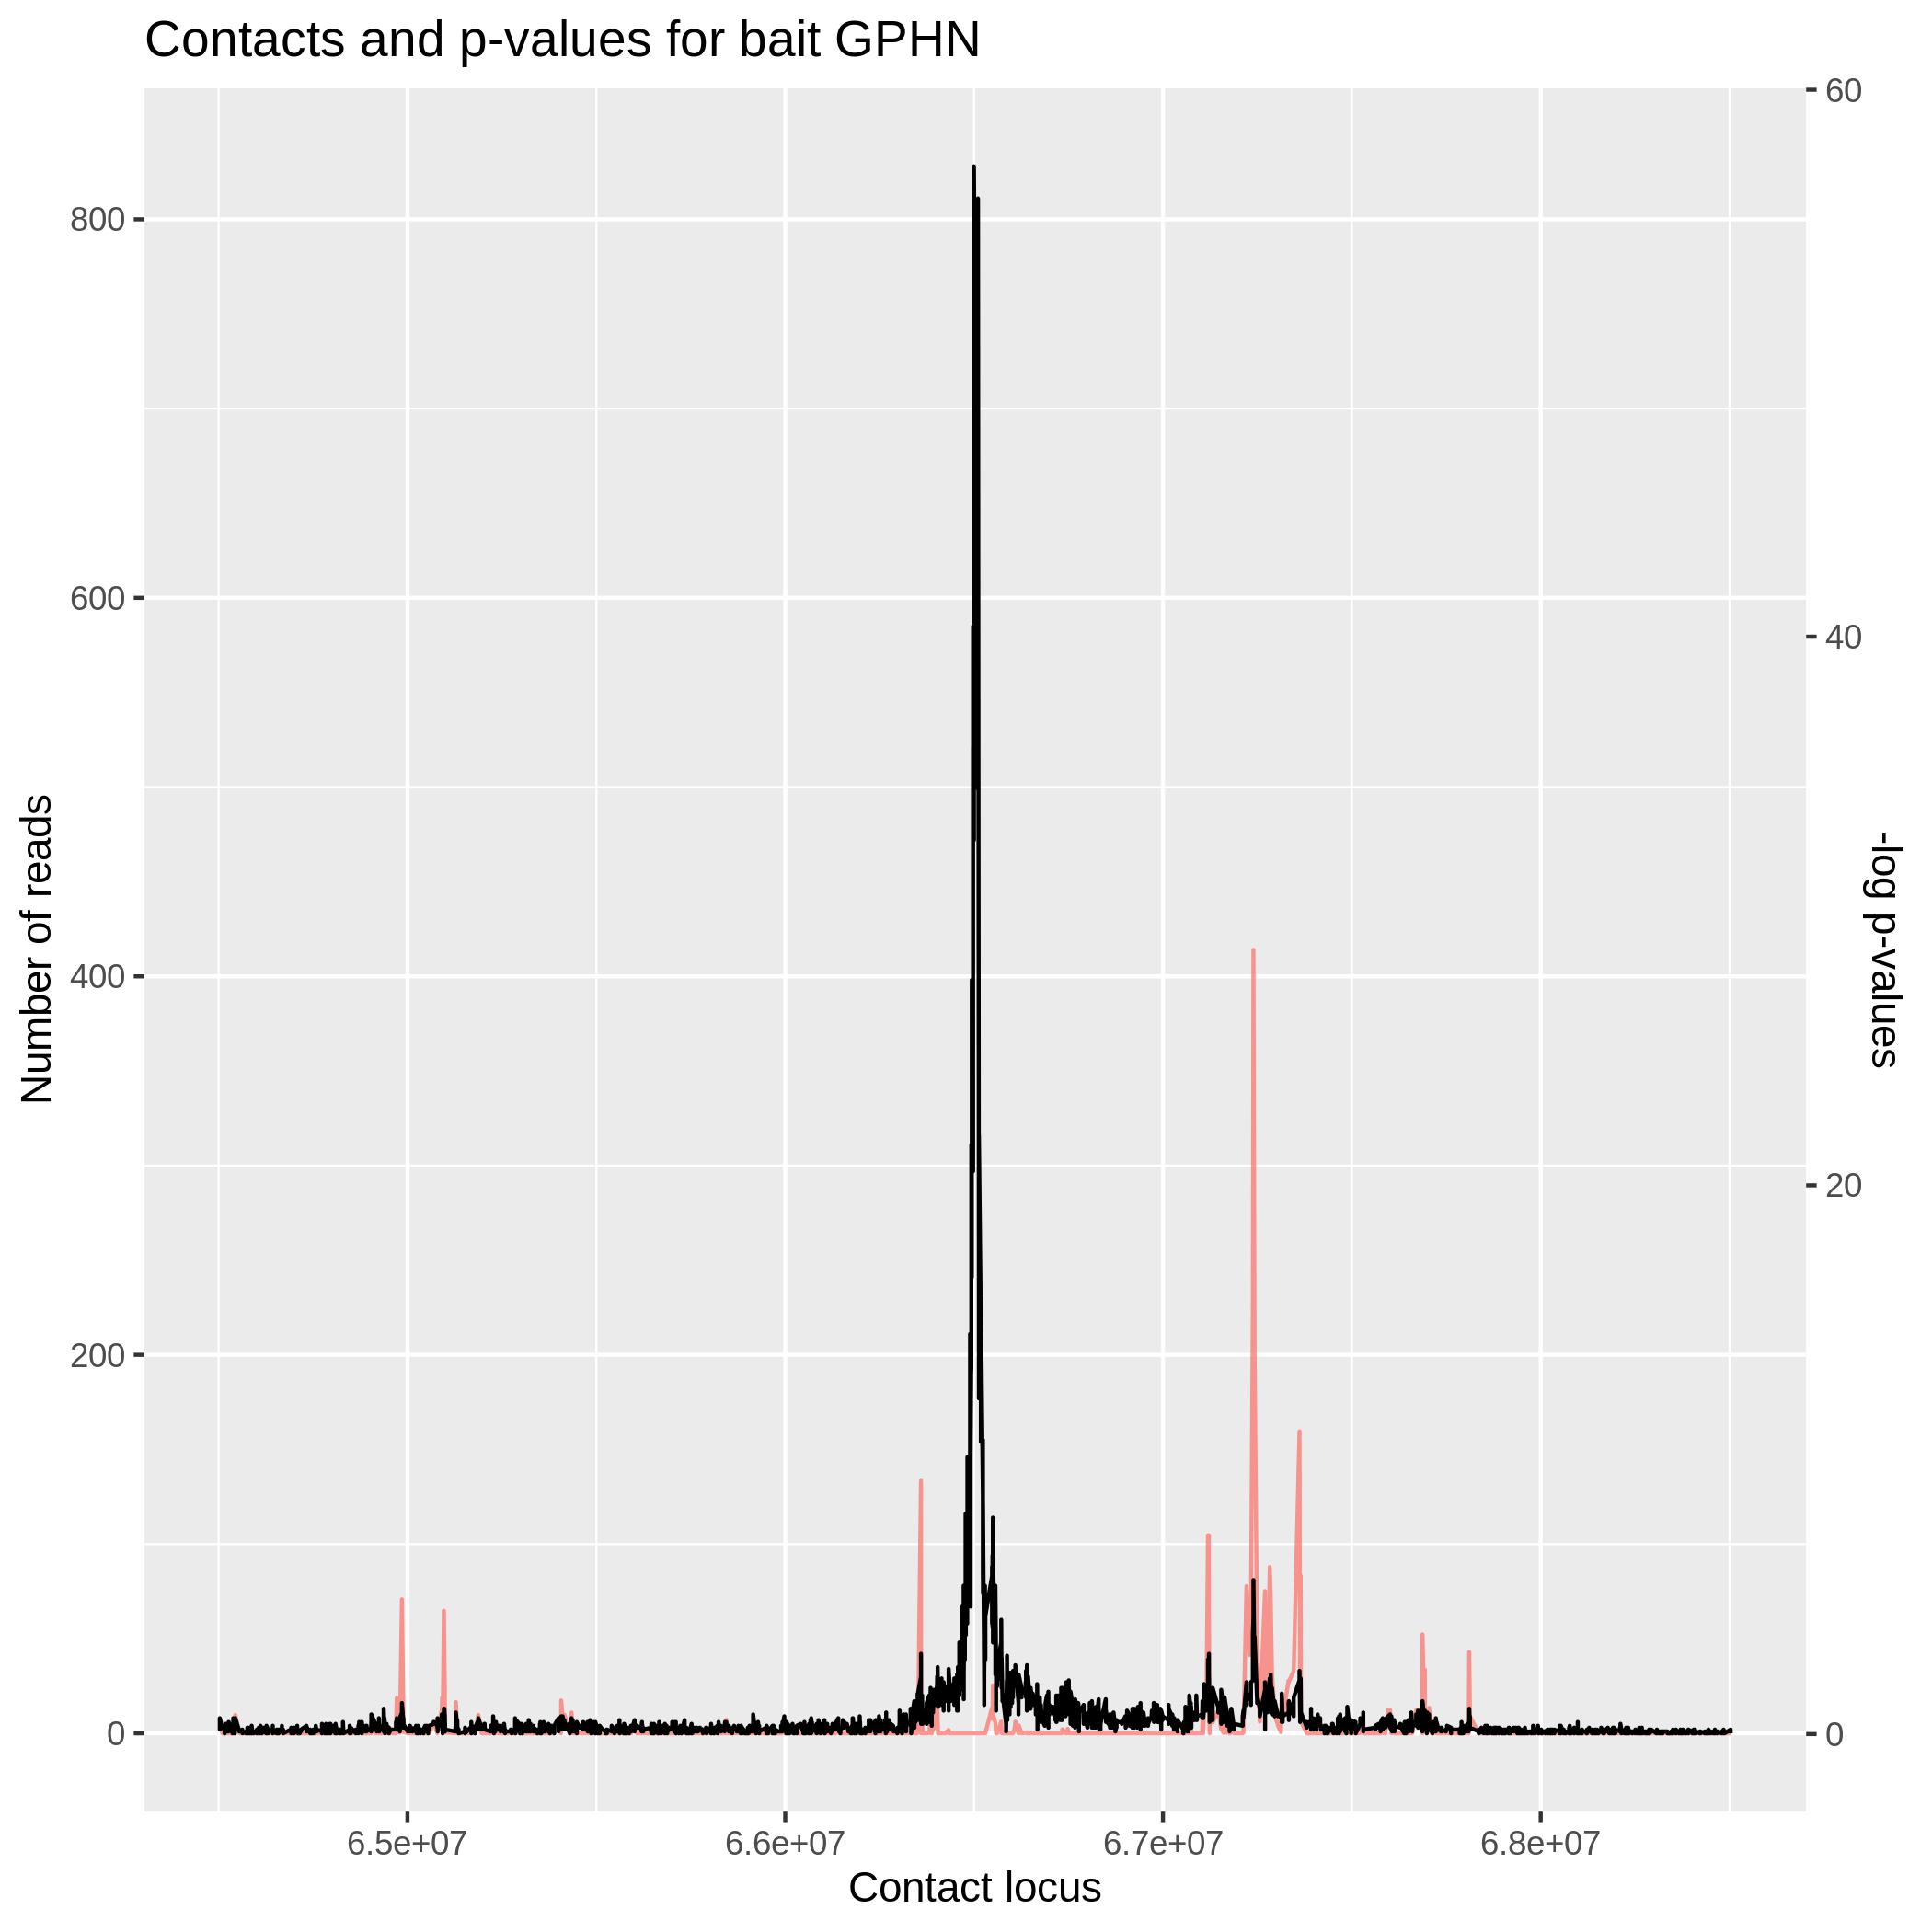 Contacts and p-values for bait GPHN
60
800
600
40
Number of reads
-log p-values
400
20
200
0
0
6.5e+07 6.6e+07 6.7e+07 6.8e+07
Contact locus